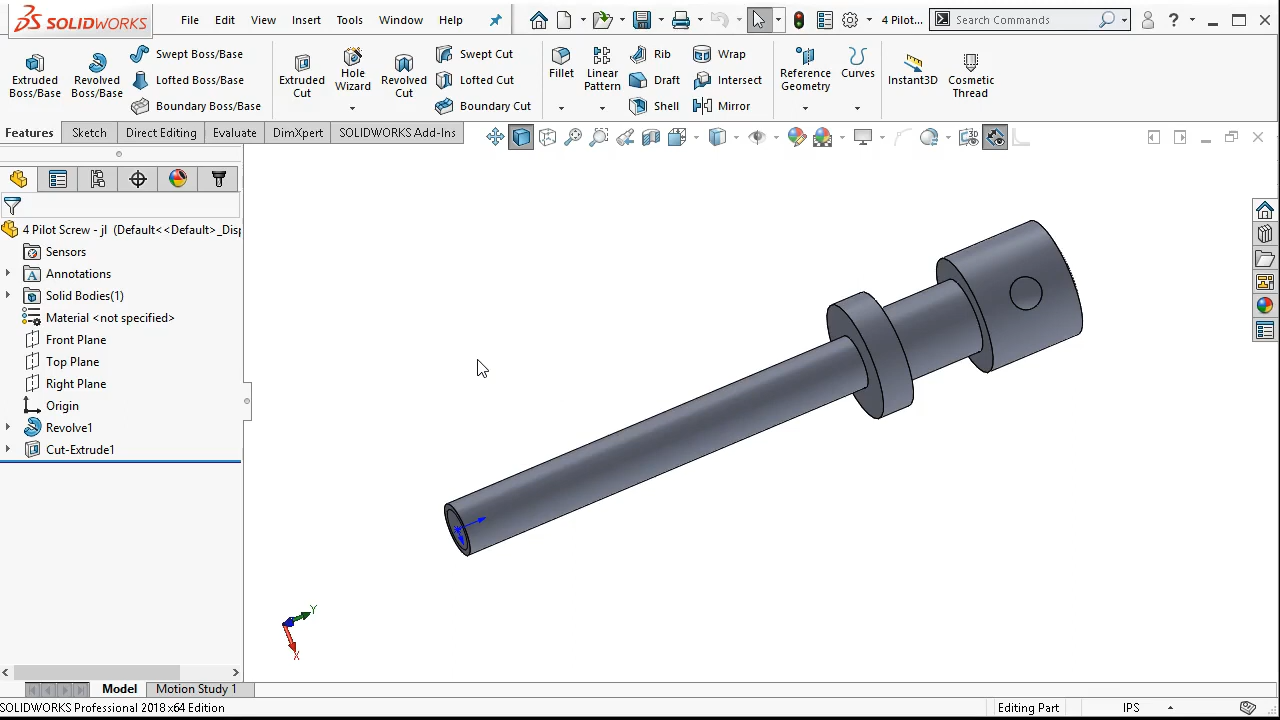 SOLIDWORKS File Edit View Insert Tools Window Help 4 Pilot... Search Commands ?
Extruded Boss/Base
Revolved Boss/Base
Swept Boss/Base
Lofted Boss/Base
Boundary Boss/Base
Extruded Cut
Hole Wizard
Revolved Cut
Swept Cut
Lofted Cut
Boundary Cut
Fillet
Linear Pattern
Rib
Draft
Shell
Wrap
Intersect
Mirror
Reference Geometry
Curves
Instant3D
Cosmetic Thread
Features Sketch Direct Editing Evaluate DimXpert SOLIDWORKS Add-Ins
4 Pilot Screw - jl (Default<<Default>_Disp
Sensors
Annotations
Solid Bodies(1)
Material <not specified>
Front Plane
Top Plane
Right Plane
Origin
Revolve1
Cut-Extrude1
Y
X
Model Motion Study 1
SOLIDWORKS Professional 2018 x64 Edition Editing Part IPS